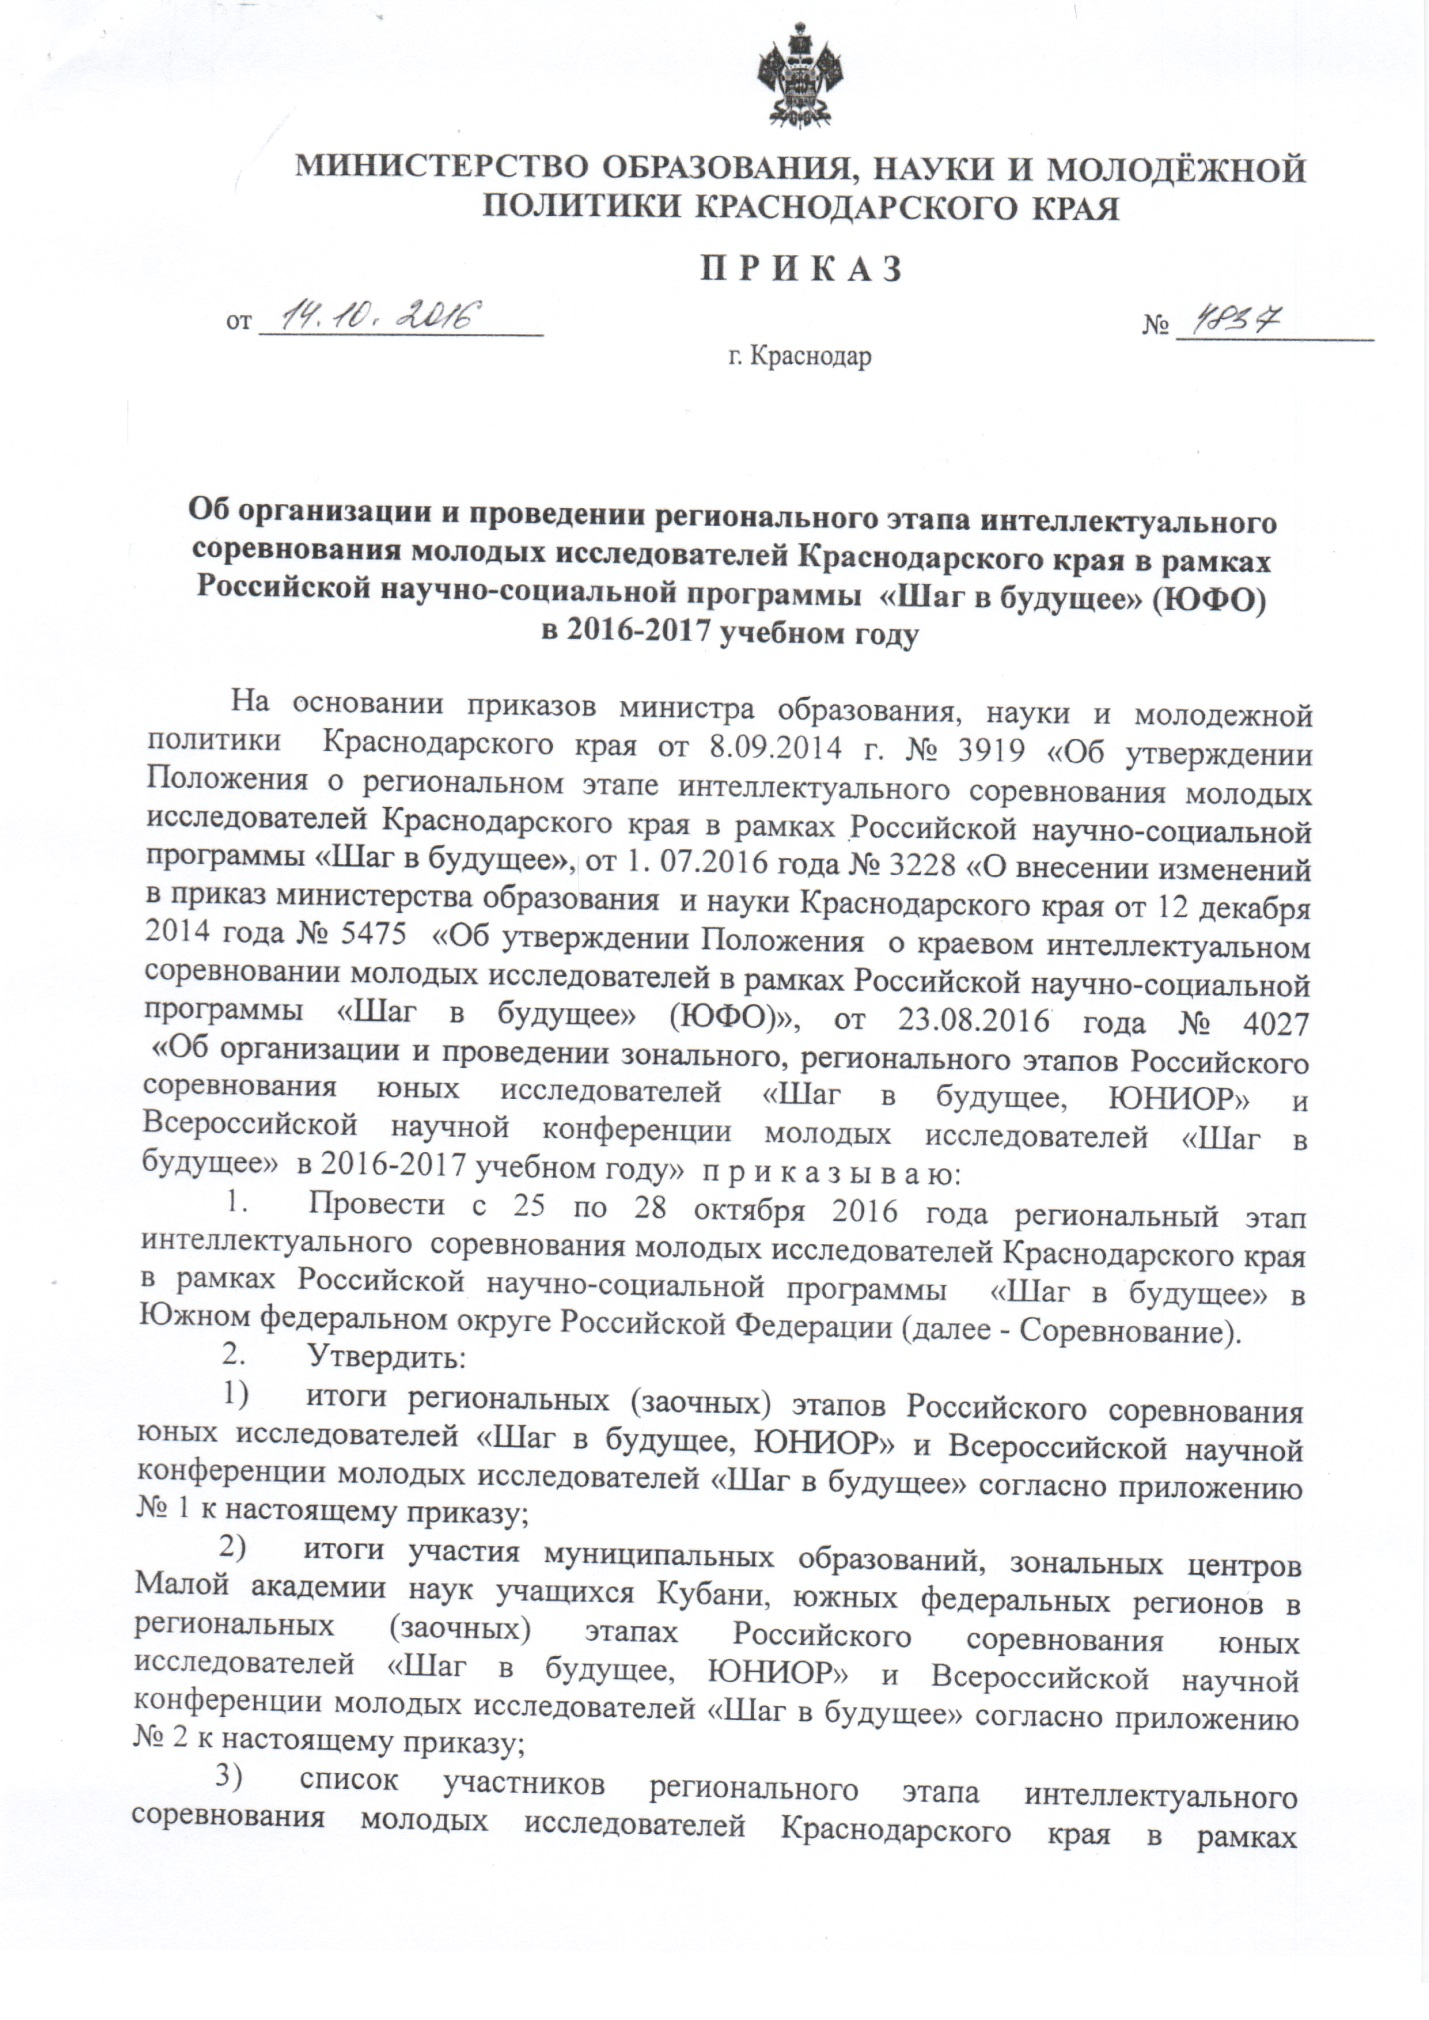 МИНИСТЕРСТВО ОБРАЗОВАНИЯ, НАУКИ И МОЛОДЁЖНОЙ
ПОЛИТИКИ КРАСНОДАРСКОГО КРАЯ
П Р И К А З
от 14.10.2016 № 4837
г. Краснодар
Об организации и проведении регионального этапа интеллектуального
соревнования молодых исследователей Краснодарского края в рамках
Российской научно-социальной программы «Шаг в будущее» (ЮФО)
в 2016-2017 учебном году
На основании приказов министра образования, науки и молодежной
политики Краснодарского края от 8.09.2014 г. № 3919 «Об утверждении
Положения о региональном этапе интеллектуального соревнования молодых
исследователей Краснодарского края в рамках Российской научно-социальной
программы «Шаг в будущее», от 1. 07.2016 года № 3228 «О внесении изменений
в приказ министерства образования и науки Краснодарского края от 12 декабря
2014 года № 5475 «Об утверждении Положения о краевом интеллектуальном
соревновании молодых исследователей в рамках Российской научно-социальной
программы «Шаг в будущее» (ЮФО)», от 23.08.2016 года № 4027
«Об организации и проведении зонального, регионального этапов Российского
соревнования юных исследователей «Шаг в будущее, ЮНИОР» и
Всероссийской научной конференции молодых исследователей «Шаг в
будущее» в 2016-2017 учебном году» п р и к а з ы в а ю:
1. Провести с 25 по 28 октября 2016 года региональный этап
интеллектуального соревнования молодых исследователей Краснодарского края
в рамках Российской научно-социальной программы «Шаг в будущее» в
Южном федеральном округе Российской Федерации (далее - Соревнование).
2. Утвердить:
1) итоги региональных (заочных) этапов Российского соревнования
юных исследователей «Шаг в будущее, ЮНИОР» и Всероссийской научной
конференции молодых исследователей «Шаг в будущее» согласно приложению
№ 1 к настоящему приказу;
2) итоги участия муниципальных образований, зональных центров
Малой академии наук учащихся Кубани, южных федеральных регионов в
региональных (заочных) этапах Российского соревнования юных
исследователей «Шаг в будущее, ЮНИОР» и Всероссийской научной
конференции молодых исследователей «Шаг в будущее» согласно приложению
№ 2 к настоящему приказу;
3) список участников регионального этапа интеллектуального
соревнования молодых исследователей Краснодарского края в рамках